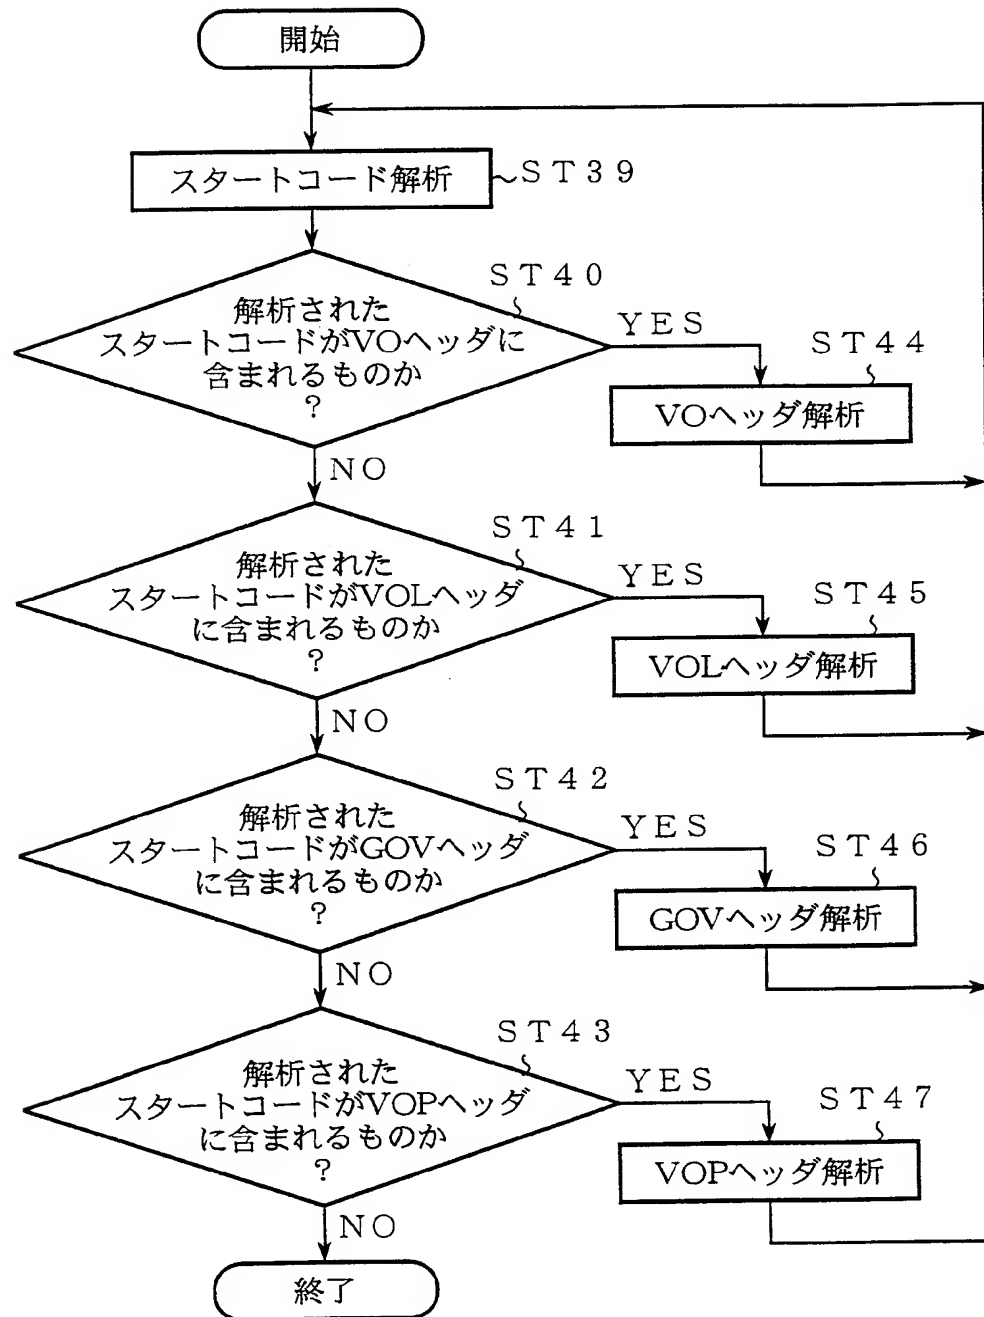 開始
スタートコード解析
ST39
ST40
解析された
スタートコードがVOヘッダに
含まれるものか
?
YES
ST44
VOヘッダ解析
NO
ST41
解析された
スタートコードがVOLヘッダ
に含まれるものか
?
YES
ST45
VOLヘッダ解析
NO
ST42
解析された
スタートコードがGOVヘッダ
に含まれるものか
?
YES
ST46
GOVヘッダ解析
NO
ST43
解析された
スタートコードがVOPヘッダ
に含まれるものか
?
YES
ST47
VOPヘッダ解析
NO
終了